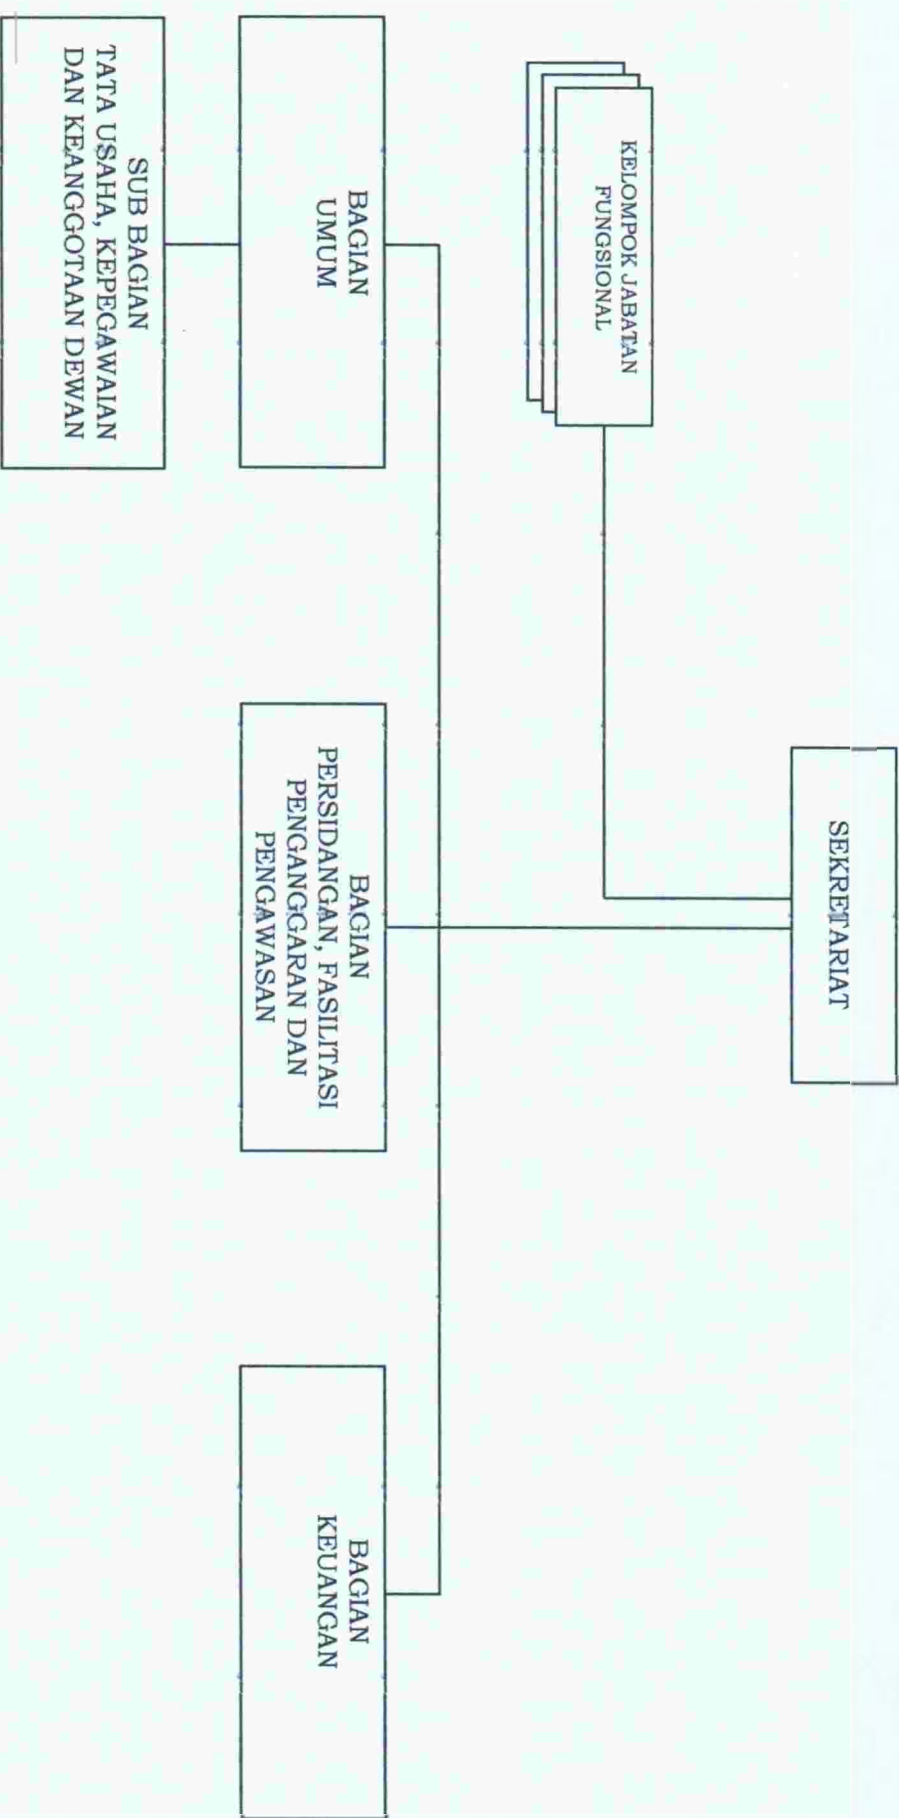 SEKRETARIAT
KELOMPOK JABATAN
FUNGSIONAL
BAGIAN
UMUM
BAGIAN
PERSIDANGAN, FASILITASI
PENGANGGARAN DAN
PENGAWASAN
BAGIAN
KEUANGAN
SUB BAGIAN
TATA USAHA, KEPEGAWAIAN
DAN KEANGGOTAAN DEWAN